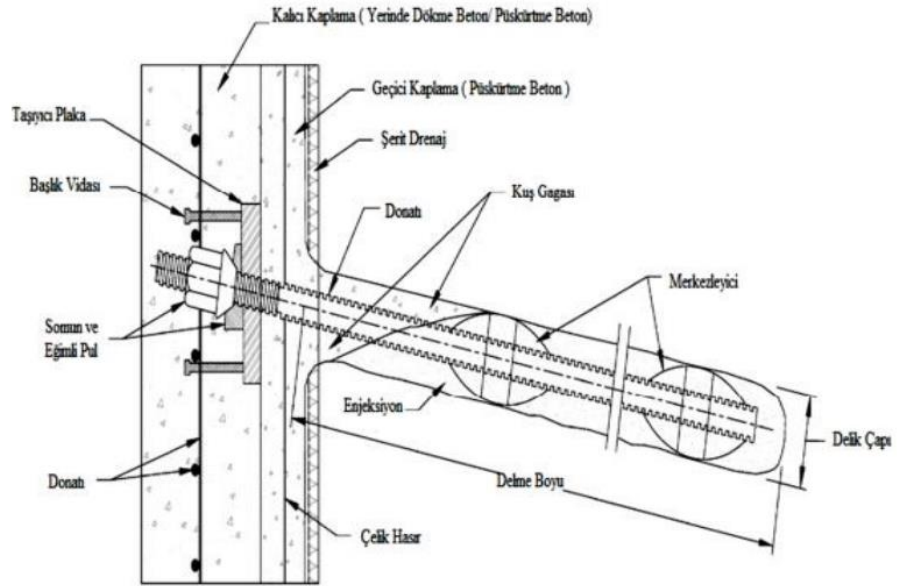 Kalıcı Kaplama ( Yerinde Dökme Beton/ Püskürtme Beton)
Geçici Kaplama ( Püskürtme Beton )
Taşıyıcı Plaka
Şerit Drenaj
Başlık Vidası
Kuş Gagası
Donatı
Merkezleyici
Somun ve
Eğimli Pul
Enjeksiyon
Delik Çapı
Delme Boyu
Donatı
Çelik Hasır